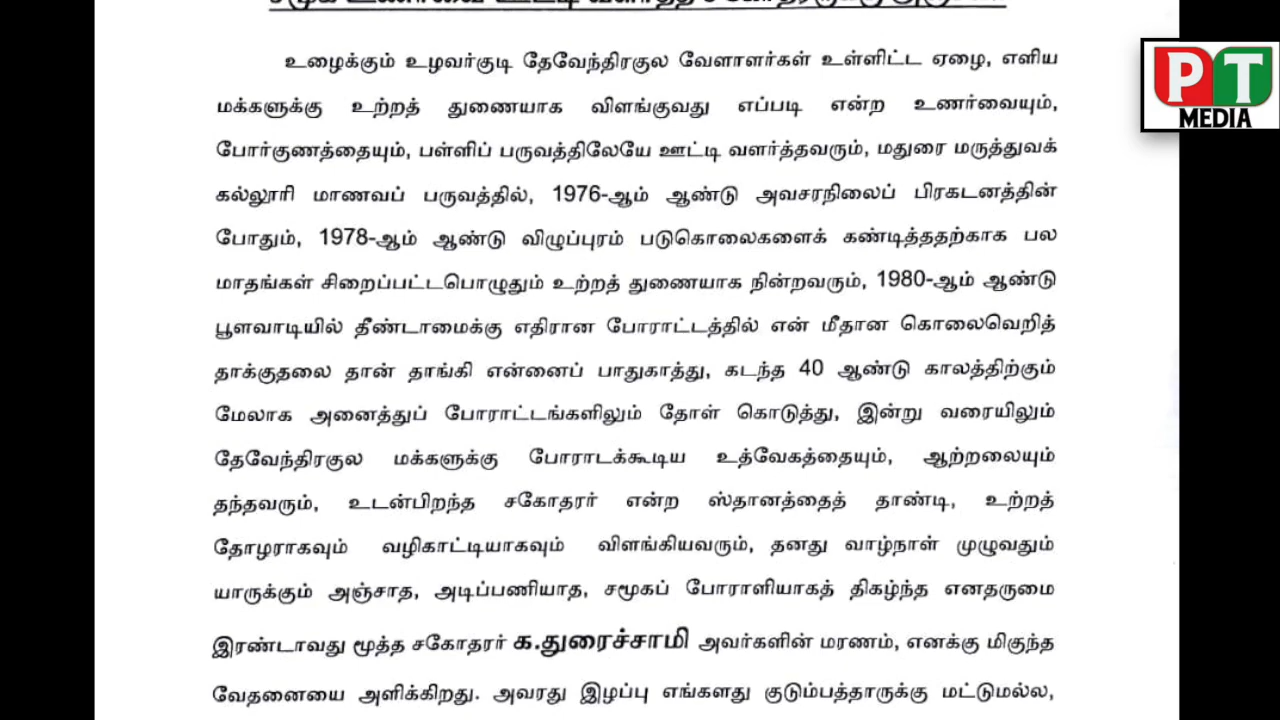 உழைக்கும் உழவர்குடி தேவேந்திரகுல வேளாளர்கள் உள்ளிட்ட ஏழை, எளிய
மக்களுக்கு உற்றத் துணையாக விளங்குவது எப்படி என்ற உணர்வையும்,
போர்குணத்தையும், பள்ளிப் பருவத்திலேயே ஊட்டி வளர்த்தவரும், மதுரை மருத்துவக்
கல்லூரி மாணவப் பருவத்தில், 1976-ஆம் ஆண்டு அவசரநிலைப் பிரகடனத்தின்
போதும், 1978-ஆம் ஆண்டு விழுப்புரம் படுகொலைகளைக் கண்டித்ததற்காக பல
மாதங்கள் சிறைப்பட்டபொழுதும் உற்றத் துணையாக நின்றவரும், 1980-ஆம் ஆண்டு
பூளவாடியில் தீண்டாமைக்கு எதிரான போராட்டத்தில் என் மீதான கொலைவெறித்
தாக்குதலை தான் தாங்கி என்னைப் பாதுகாத்து, கடந்த 40 ஆண்டு காலத்திற்கும்
மேலாக அனைத்துப் போராட்டங்களிலும் தோள் கொடுத்து, இன்று வரையிலும்
தேவேந்திரகுல மக்களுக்கு போராடக்கூடிய உத்வேகத்தையும், ஆற்றலையும்
தந்தவரும், உடன்பிறந்த சகோதரர் என்ற ஸ்தானத்தைத் தாண்டி, உற்றத்
தோழராகவும் வழிகாட்டியாகவும் விளங்கியவரும், தனது வாழ்நாள் முழுவதும்
யாருக்கும் அஞ்சாத, அடிப்பணியாத, சமூகப் போராளியாகத் திகழ்ந்த எனதருமை
இரண்டாவது மூத்த சகோதரர் க.துரைச்சாமி அவர்களின் மரணம், எனக்கு மிகுந்த
வேதனையை அளிக்கிறது. அவரது இழப்பு எங்களது குடும்பத்தாருக்கு மட்டுமல்ல,
PT
MEDIA